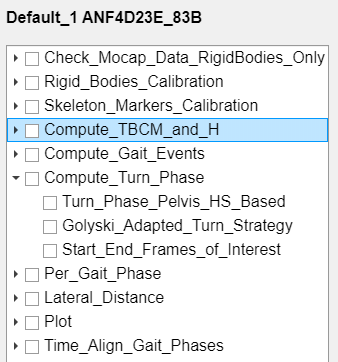 Default_1 ANF4D23E_83B
Check_Mocap_Data_RigidBodies_Only
Rigid_Bodies_Calibration
Skeleton_Markers_Calibration
Compute_TBCM_and_H
Compute_Gait_Events
Compute_Turn_Phase
Turn_Phase_Pelvis_HS_Based
Golyski_Adapted_Turn_Strategy
Start_End_Frames_of_Interest
Per_Gait_Phase
Lateral_Distance
Plot
Time_Align_Gait_Phases